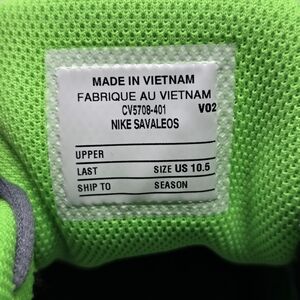 MADE IN VIETNAM
FABRIQUE AU VIETNAM
CV5708-401 V02
NIKE SAVALEOS
UPPER
LAST SIZE US 10.5
SHIP TO SEASON